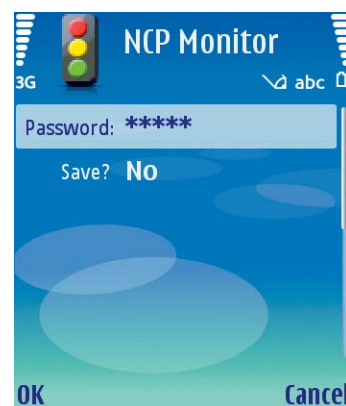 NCP Monitor
3G abc
Password: *****
Save? No
OK Cancel